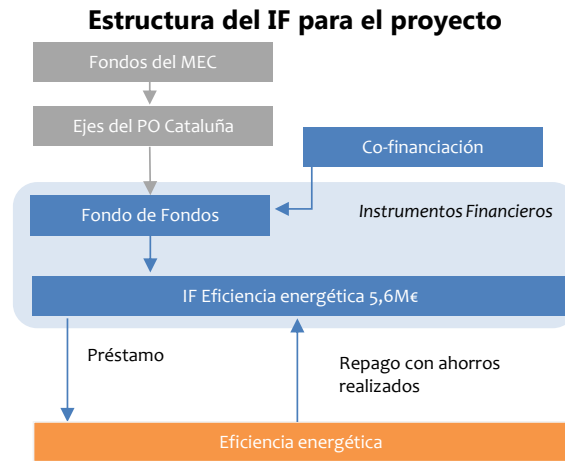 Estructura del IF para el proyecto
Fondos del MEC
Ejes del PO Cataluña
Co-financiación
Fondo de Fondos
Instrumentos Financieros
IF Eficiencia energética 5,6M€
Préstamo
Repago con ahorros
realizados
Eficiencia energética